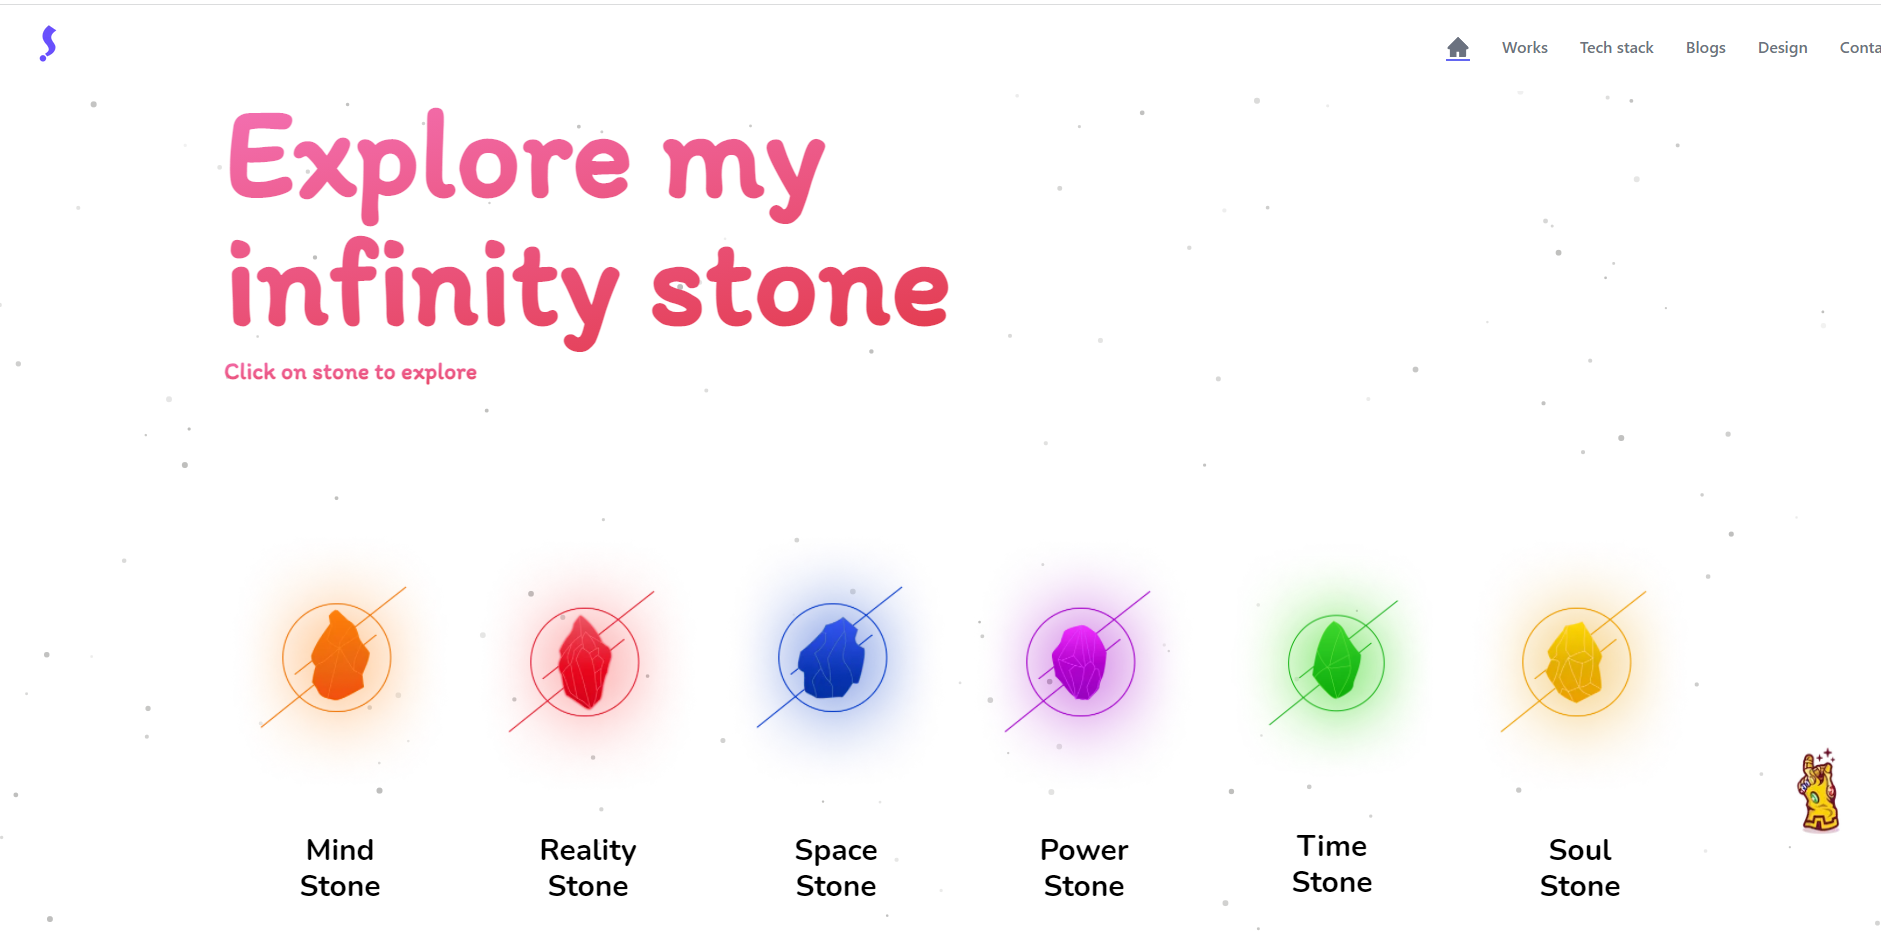 Works Tech stack Blogs Design Conta
Explore my
infinity stone
Click on stone to explore
Mind
Stone
Reality
Stone
Space
Stone
Power
Stone
Time
Stone
Soul
Stone